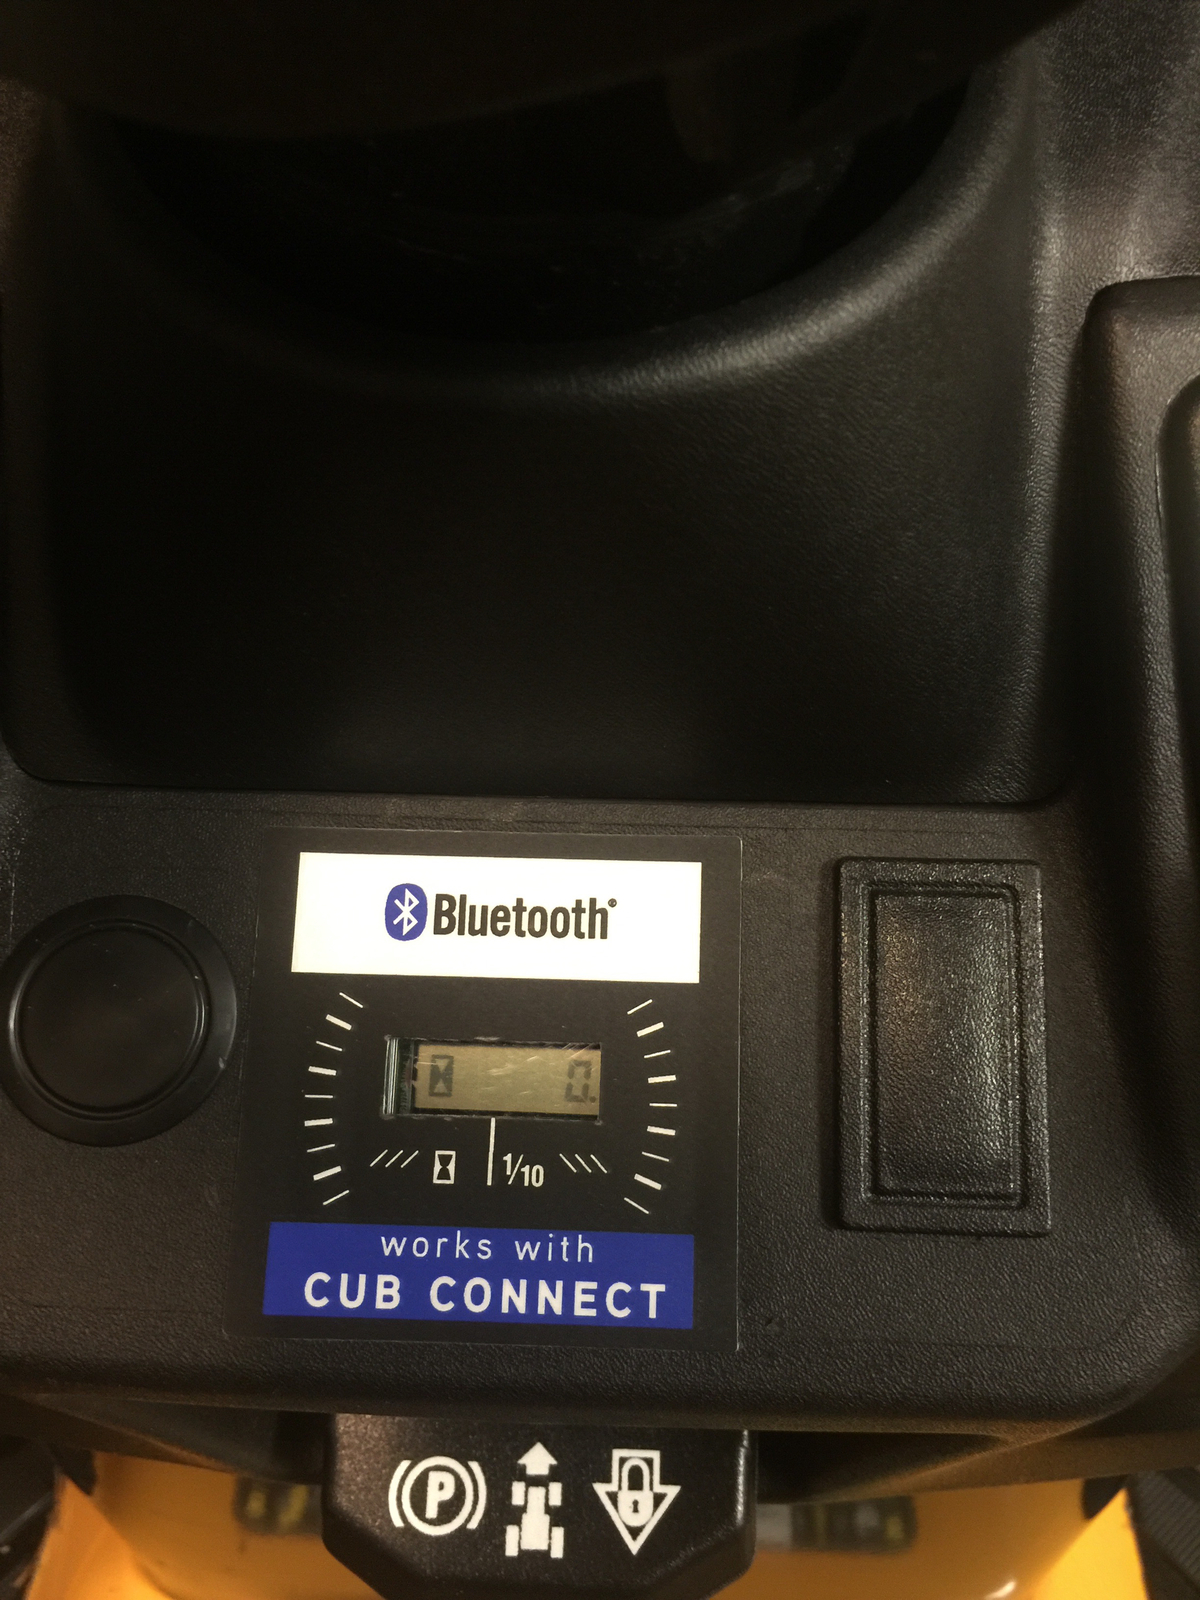 Bluetooth®
0.
1/10
works with
CUB CONNECT
P